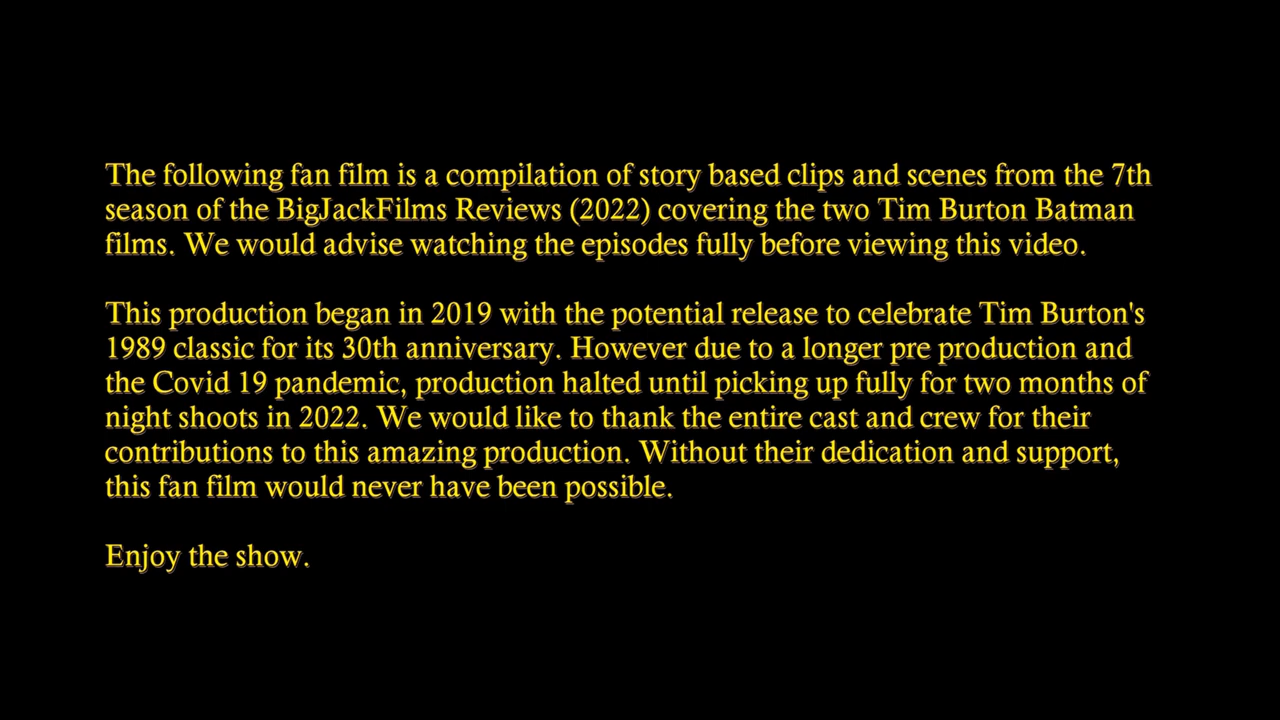 The following fan film is a compilation of story based clips and scenes from the 7th
season of the BigJackFilms Reviews (2022) covering the two Tim Burton Batman
films. We would advise watching the episodes fully before viewing this video.
This production began in 2019 with the potential release to celebrate Tim Burton's
1989 classic for its 30th anniversary. However due to a longer pre production and
the Covid 19 pandemic, production halted until picking up fully for two months of
night shoots in 2022. We would like to thank the entire cast and crew for their
contributions to this amazing production. Without their dedication and support,
this fan film would never have been possible.
Enjoy the show.